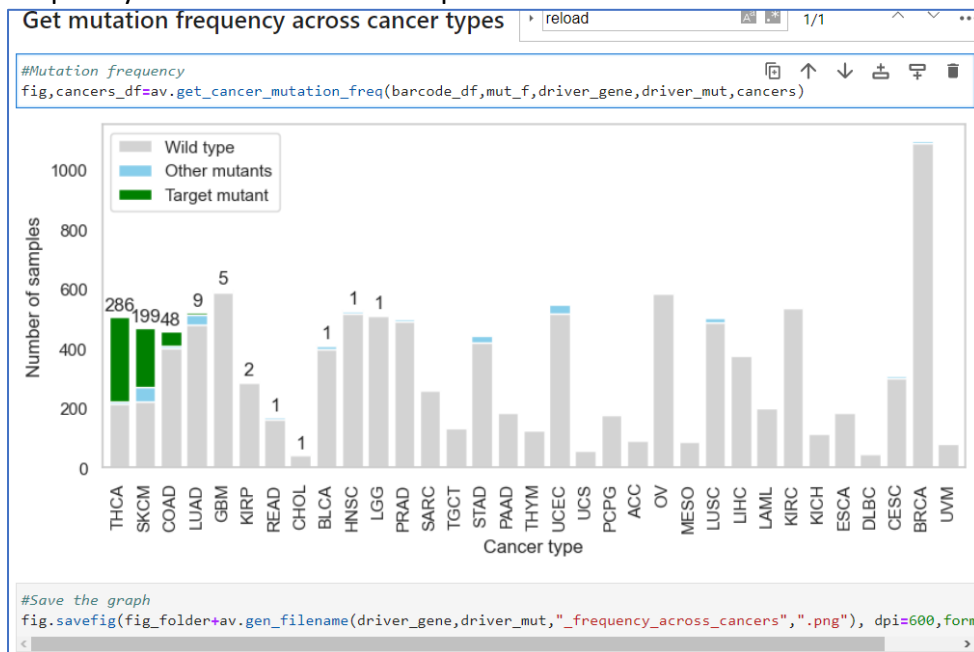 Get mutation frequency across cancer types
reload
1/1
#Mutation frequency
fig,cancers_df=av.get_cancer_mutation_freq(barcode_df,mut_f,driver_gene,driver_mut,cancers)
Wild type
Other mutants
Target mutant
Number of samples
1000
800
600
400
200
0
286 199 48 9 5 2 1 1 1 1 1
THCA SKCM COAD LUAD GBM KIRP READ CHOL BLCA HNSC LGG PRAD SARC TGCT STAD PAAD THYM UCEC UCS PCPG ACC OV MESO LUSC LIHC LAML KIRC KICH ESCA DLBC CESC BRCA UVM
Cancer type
#Save the graph
fig.savefig(fig_folder+av.gen_filename(driver_gene,driver_mut,"_frequency_across_cancers",".png"), dpi=600,form